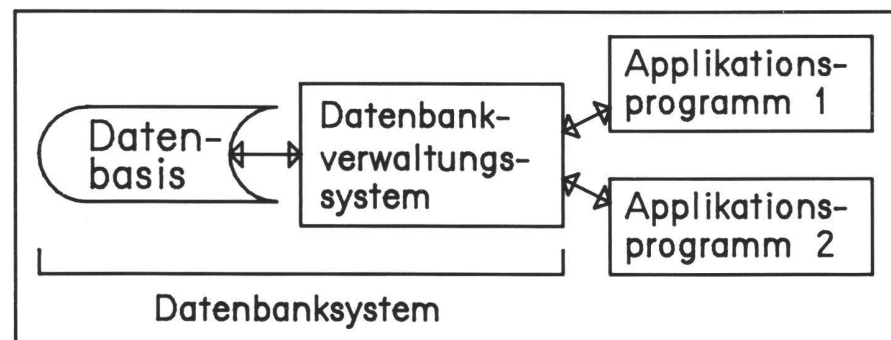 Daten-
basis
Datenbank-
verwaltungs-
system
Applikations-
programm 1
Applikations-
programm 2
Datenbanksystem